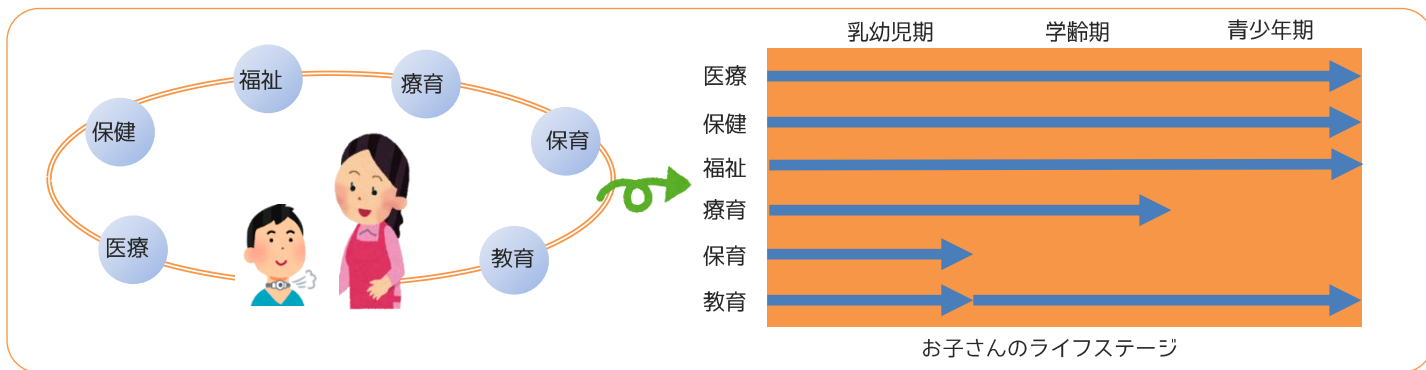 福祉
療育
保健
保育
医療
教育
乳幼児期
学齢期
青少年期
医療
保健
福祉
療育
保育
教育
お子さんのライフステージ